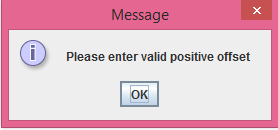 Message
Please enter valid positive offset
OK